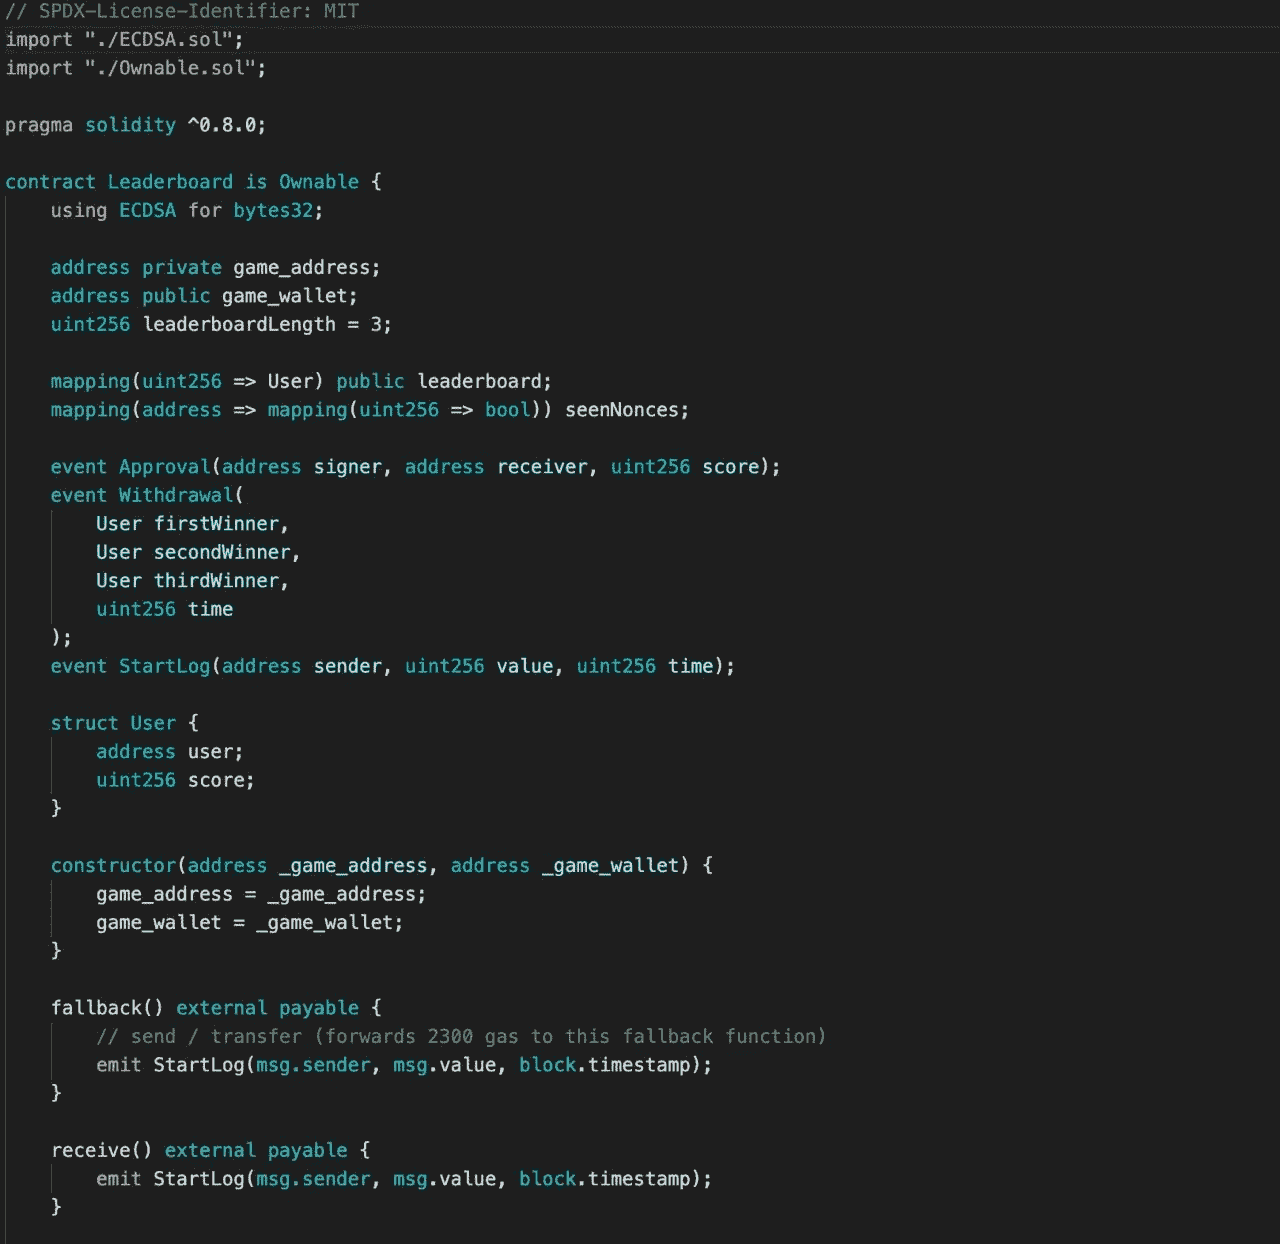 // SPDX-License-Identifier: MIT
import "./ECDSA.sol";
import "./Ownable.sol";
pragma solidity ^0.8.0;
contract Leaderboard is Ownable {
using ECDSA for bytes32;
address private game_address;
address public game_wallet;
uint256 leaderboardLength = 3;
mapping(uint256 => User) public leaderboard;
mapping(address => mapping(uint256 => bool)) seenNonces;
event Approval(address signer, address receiver, uint256 score);
event Withdrawal(
User firstWinner,
User secondWinner,
User thirdWinner,
uint256 time
);
event StartLog(address sender, uint256 value, uint256 time);
struct User {
address user;
uint256 score;
}
constructor(address _game_address, address _game_wallet) {
game_address = _game_address;
game_wallet = _game_wallet;
}
fallback() external payable {
// send / transfer (forwards 2300 gas to this fallback function)
emit StartLog(msg.sender, msg.value, block.timestamp);
}
receive() external payable {
emit StartLog(msg.sender, msg.value, block.timestamp);
}